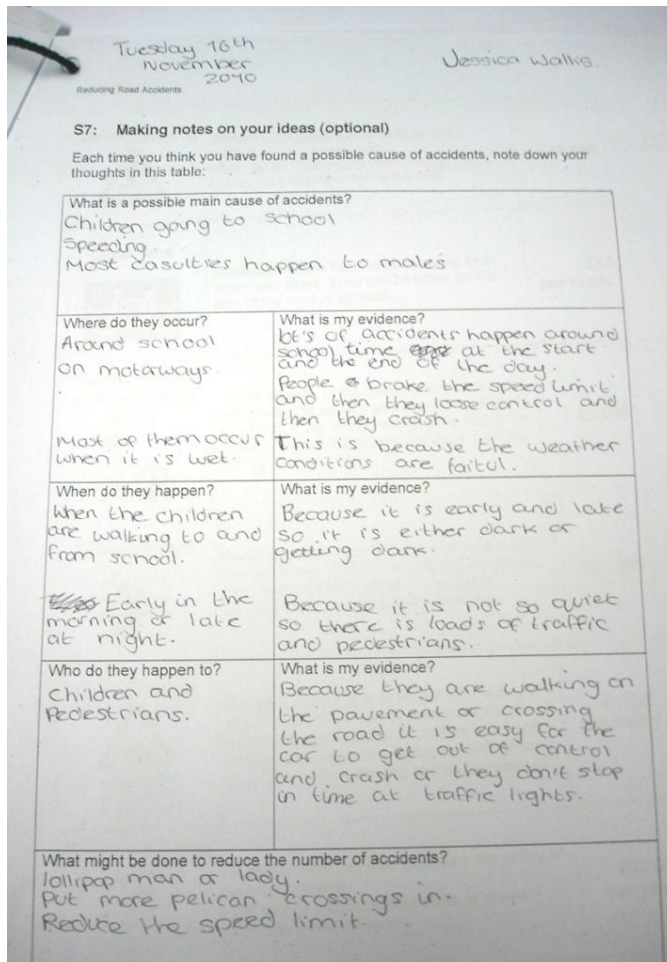 Tuesday 16th
November
2010
Jessica Wallis.
Reducing Road Accidents
S7: Making notes on your ideas (optional)
Each time you think you have found a possible cause of accidents, note down your
thoughts in this table:
What is a possible main cause of accidents?
Children going to school
Speeding.
Most casulties happen to males
Where do they occur?
Around school
on motorways
Most of them occur
when it is wet.
What is my evidence?
lot's of accidents happen around
school time at the start
and the end of the day.
People brake the speed limit
and then they loose control and
then they crash.
This is because the weather
conditions are faitul.
When do they happen?
When the children
are walking to and
from school.
Early in the
morning or late
at night.
What is my evidence?
Because it is early and late
so it is either dark or
getting dark.
Because it is not so quiet
so there is loads of traffic
and pedestrians.
Who do they happen to?
Children and
Pedestrians.
What is my evidence?
Because they are walking on
the pavement or crossing
the road it is easy for the
car to get out of control
and crash or they don't stop
in time at traffic lights.
What might be done to reduce the number of accidents?
lollipop man or lady.
Put more pelican crossings in.
Reduce the speed limit.